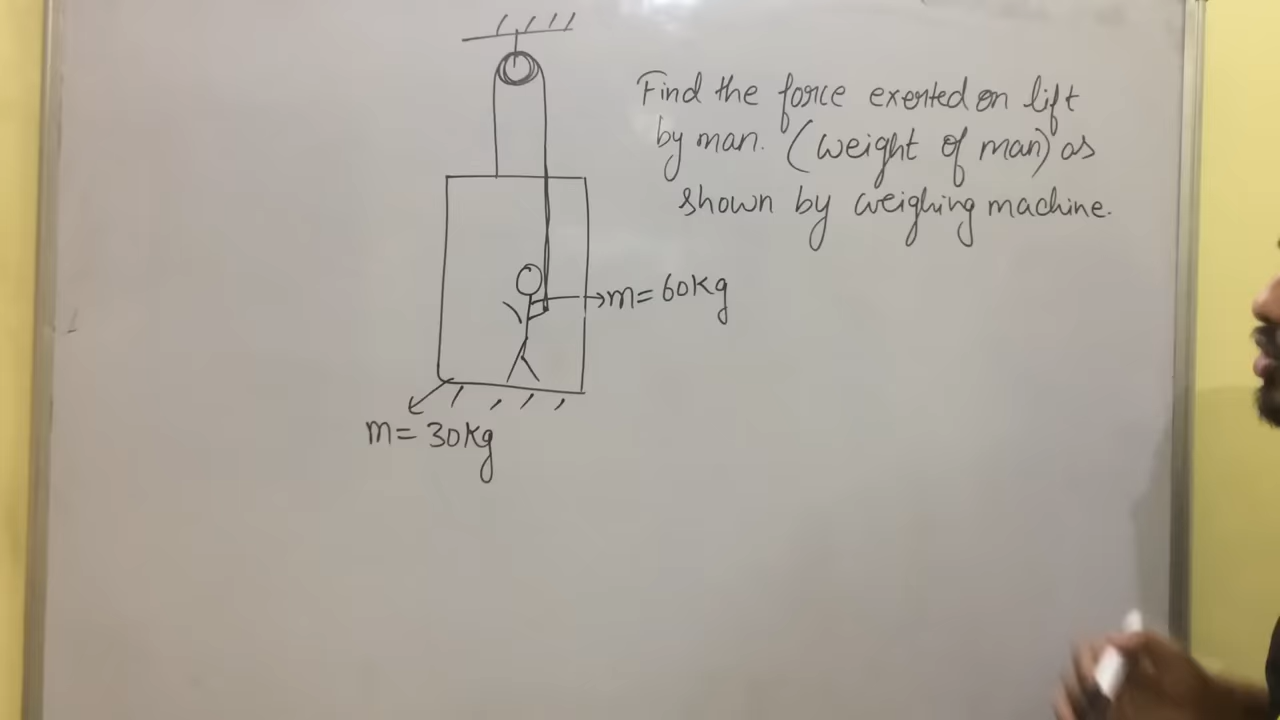 Find the force exerted on lift
by man. (weight of man) as
shown by weighing machine.
m= 60kg
m= 30kg